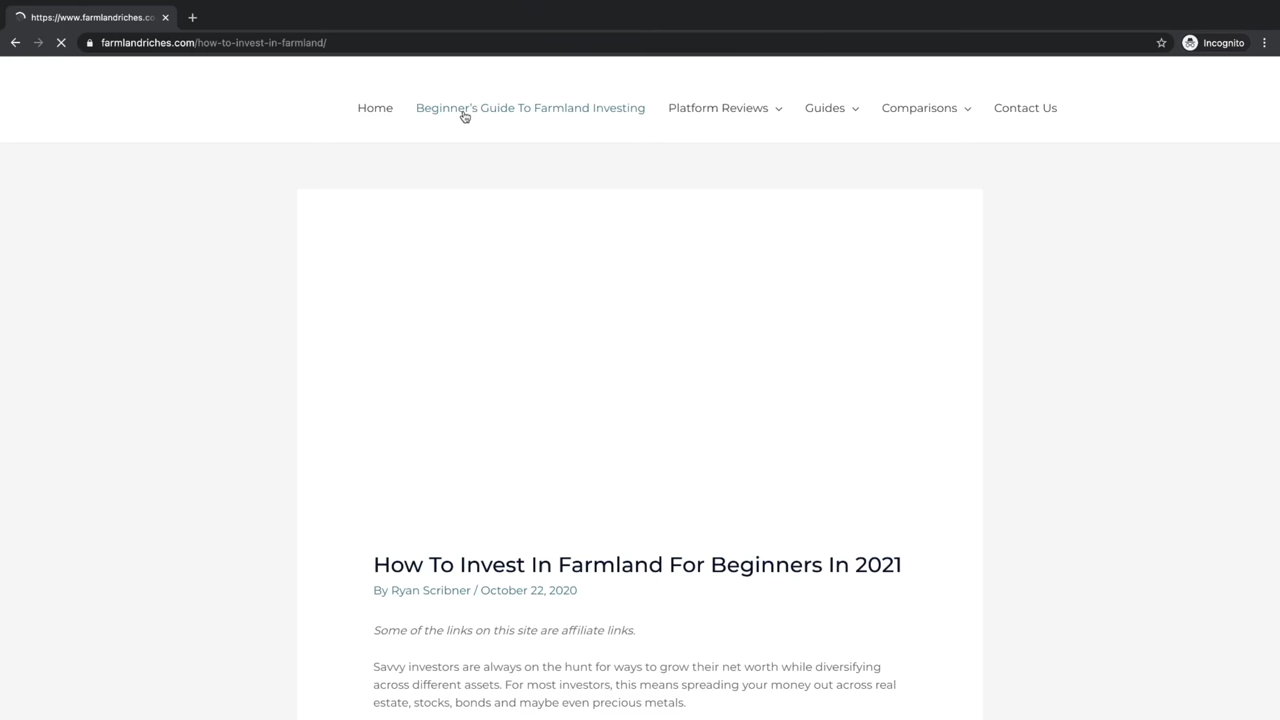 https://www.farmlandriches.co
farmlandriches.com/how-to-invest-in-farmland/
Incognito
Home
Beginner's Guide To Farmland Investing
Platform Reviews
Guides
Comparisons
Contact Us
How To Invest In Farmland For Beginners In 2021
By Ryan Scribner / October 22, 2020
Some of the links on this site are affiliate links.
Savvy investors are always on the hunt for ways to grow their net worth while diversifying
across different assets. For most investors, this means spreading your money out across real
estate, stocks, bonds and maybe even precious metals.